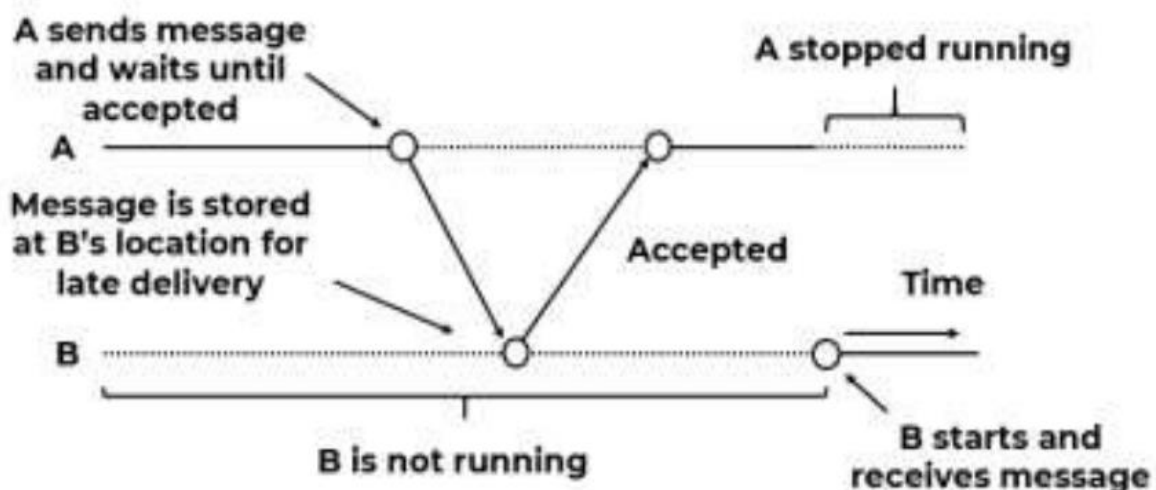 A sends message
and waits until
accepted
A stopped running
A
Message is stored
at B's location for
late delivery
Accepted
Time
B
B is not running
B starts and
receives message